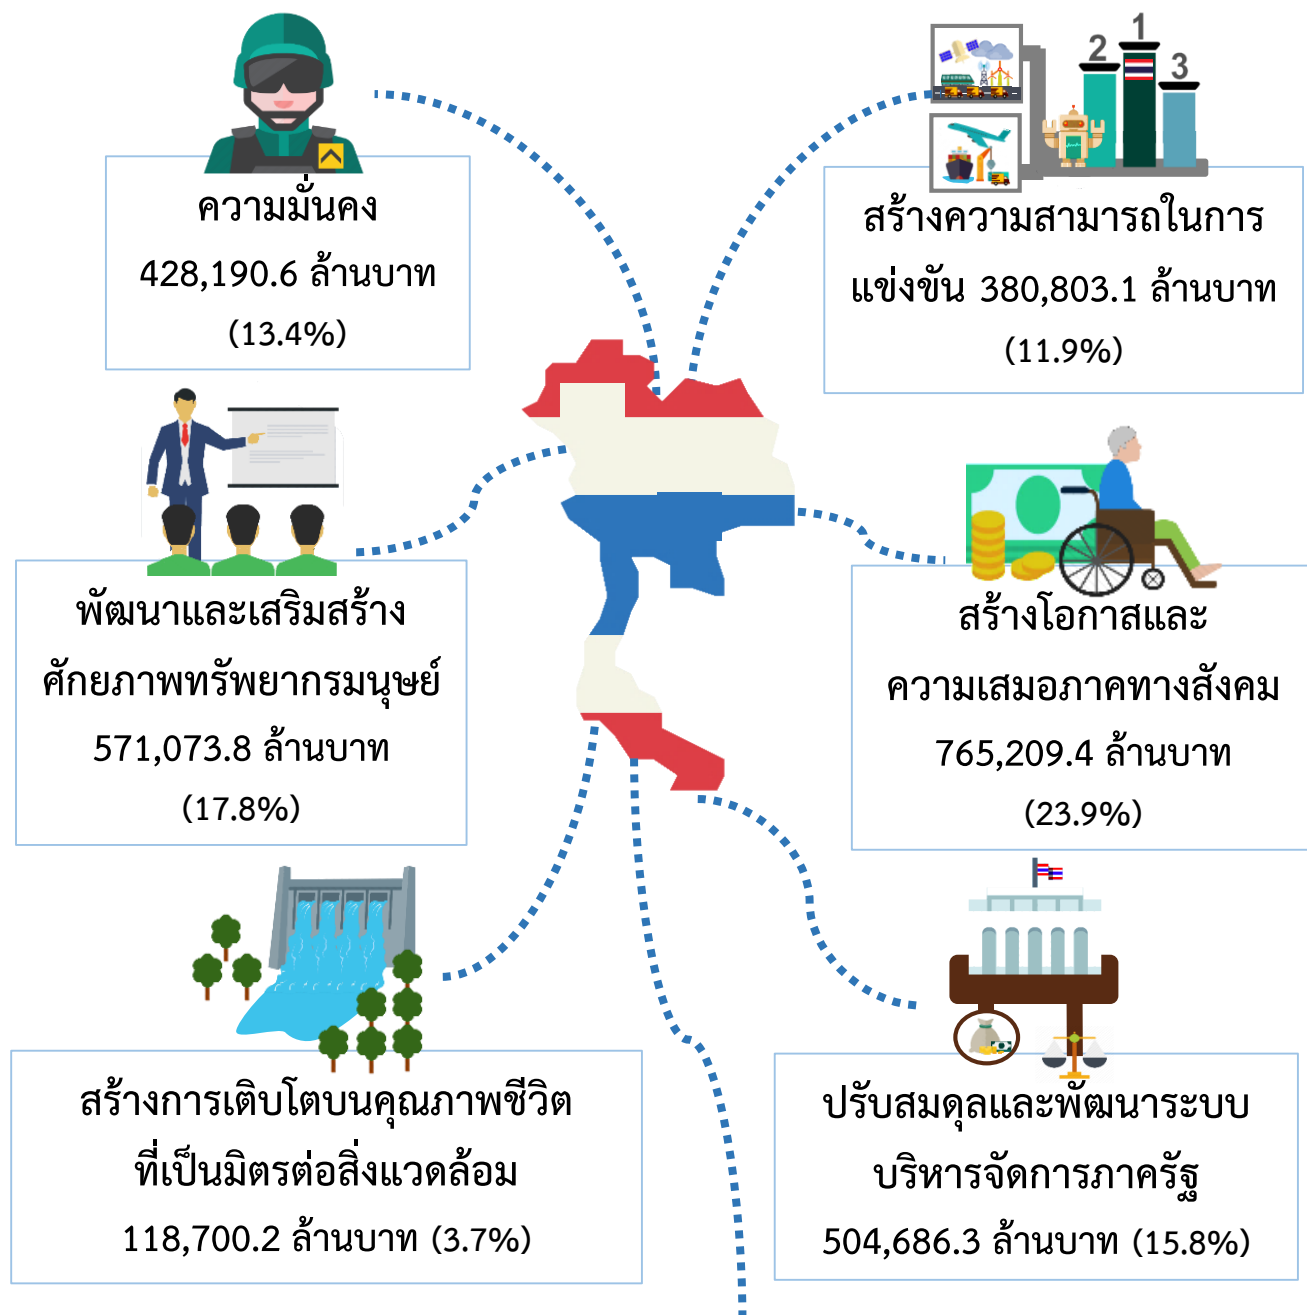 2 1 3
ความมั่นคง
428,190.6 ล้านบาท
(13.4%)
สร้างความสามารถในการ
แข่งขัน 380,803.1 ล้านบาท
(11.9%)
พัฒนาและเสริมสร้าง
ศักยภาพทรัพยากรมนุษย์
571,073.8 ล้านบาท
(17.8%)
สร้างโอกาสและ
ความเสมอภาคทางสังคม
765,209.4 ล้านบาท
(23.9%)
สร้างการเติบโตบนคุณภาพชีวิต
ที่เป็นมิตรต่อสิ่งแวดล้อม
118,700.2 ล้านบาท (3.7%)
ปรับสมดุลและพัฒนาระบบ
บริหารจัดการภาครัฐ
504,686.3 ล้านบาท (15.8%)